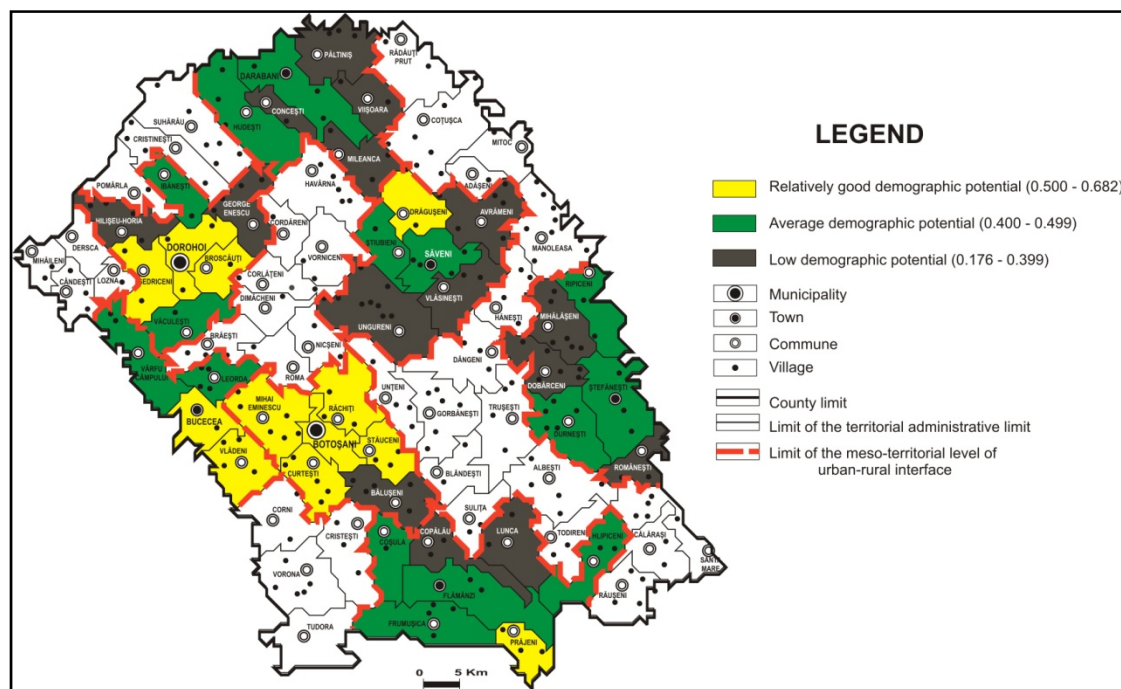 PĂLTINIȘ
RĂDĂUȚI
PRUT
DARABANI
CONCEȘTI
VIIȘOARA
HUDEȘTI
COȚUȘCA
SUHĂRĂU
CRISTINEȘTI
MITOC
MILEANCA
IBĂNEȘTI
HAVÂRNA
ADĂȘENI
POMÂRLA
GEORGE
ENESCU
DRĂGUȘENI
AVRĂMENI
HILIȘEU-HORIA
CORDĂRENI
DERSCA
DOROHOI
ȘTIUBIENI
MANOLEASA
MIHĂILENI
BROSCĂUȚI
VORNICENI
SĂVENI
LOZNA
CÂNDEȘTI
CORLĂȚENI
RIPICENI
DIMĂCHENI
VLĂSINEȘTI
VĂCULEȘTI
HĂNEȘTI
MIHĂLĂȘENI
UNGURENI
BRĂEȘTI
NICȘENI
DÂNGENI
VÂRFU
CÂMPULUI
LEORDA
ROMA
DOBÂRCENI
ȘTEFĂNEȘTI
MIHAI
EMINESCU
UNȚENI
RĂCHIȚI
GORBĂNEȘTI
TRUȘEȘTI
BUCECEA
DURNEȘTI
BOTOȘANI
STĂUCENI
VLĂDENI
CURTEȘTI
BLÂNDEȘTI
ALBEȘTI
ROMÂNEȘTI
BĂLUȘENI
CORNI
SULIȚA
CRISTEȘTI
COPĂLĂU
LUNCA
TODIRENI
HLIPICENI
CĂLĂRAȘI
COȘULA
SANTA
MARE
VORONA
FLĂMÂNZI
RĂUȘENI
FRUMUȘICA
TUDORA
PRĂJENI
0 5 Km
LEGEND
Relatively good demographic potential (0.500 - 0.682)
Average demographic potential (0.400 - 0.499)
Low demographic potential (0.176 - 0.399)
Municipality
Town
Commune
Village
County limit
Limit of the territorial administrative limit
Limit of the meso-territorial level of
urban-rural interface